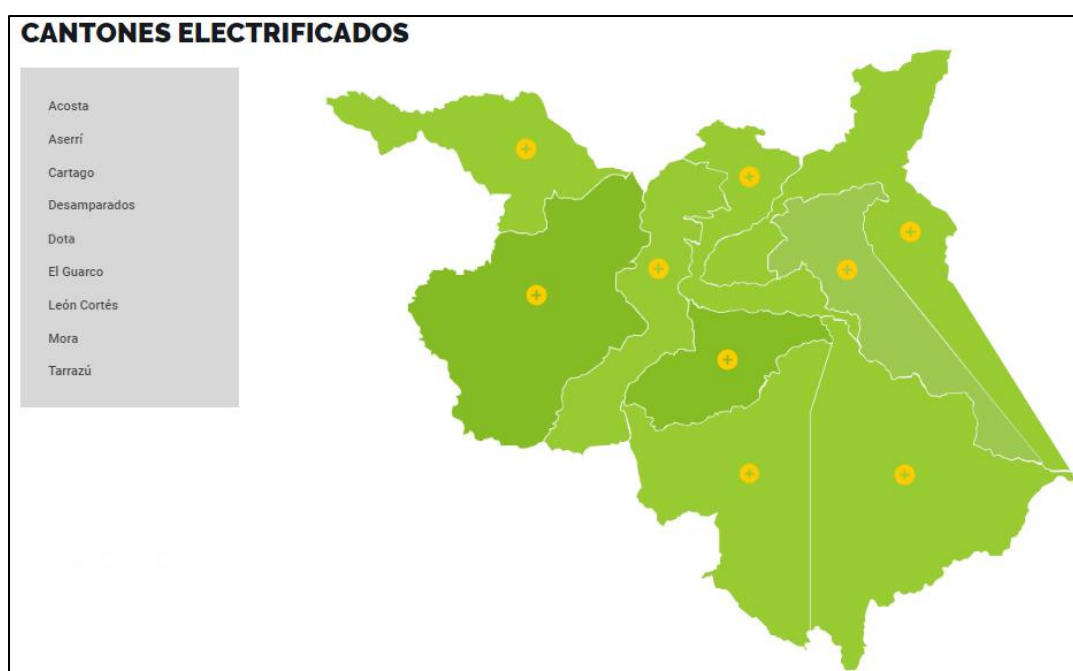 CANTONES ELECTRIFICADOS
Acosta
Aserrí
Cartago
Desamparados
Dota
El Guarco
León Cortés
Mora
Tarrazú